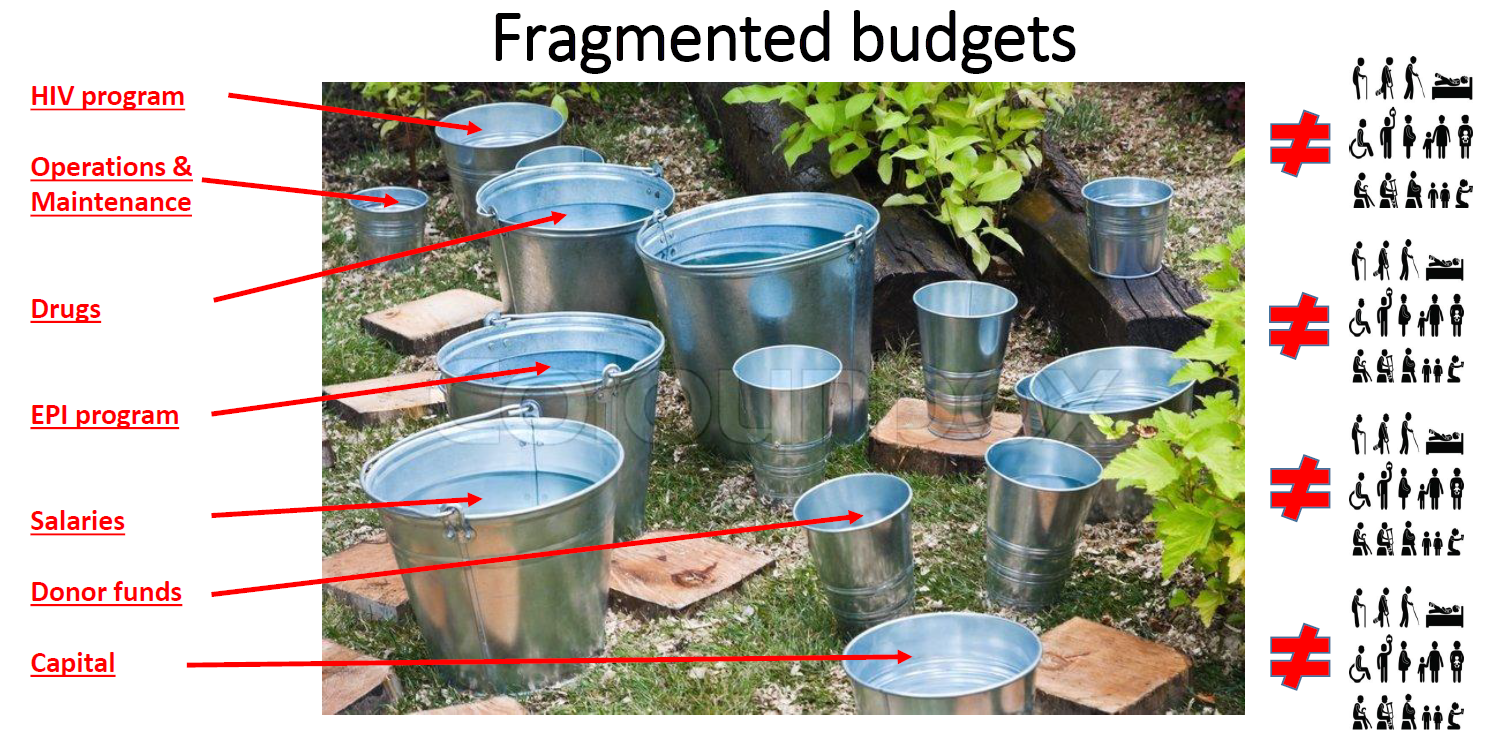 Fragmented budgets
HIV program
Operations &
Maintenance
Drugs
EPI program
Salaries
Donor funds
Capital
≠
≠
≠
≠